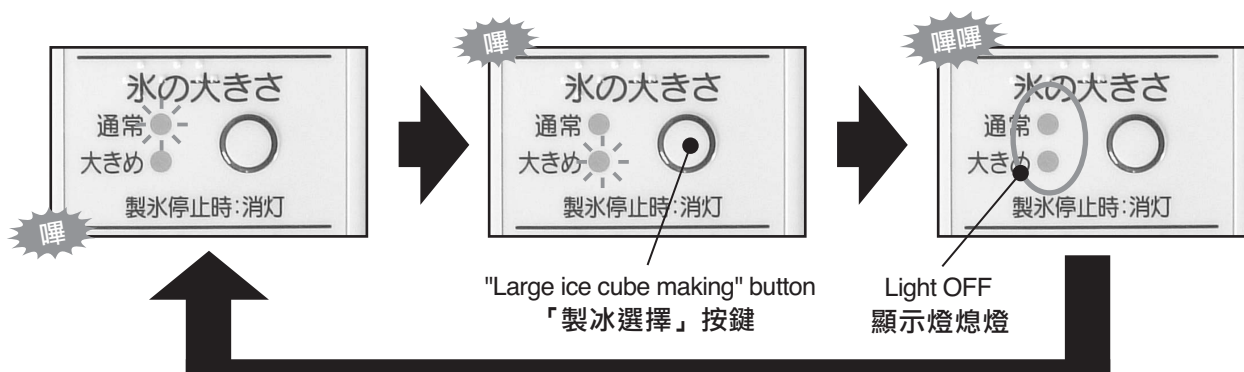 嗶
氷の大きさ
通常
大きめ
製氷停止時:消灯
嗶
氷の大きさ
通常
大きめ
製氷停止時:消灯
"Large ice cube making" button
「製冰選擇」按鍵
嗶嗶
氷の大きさ
通常
大きめ
製氷停止時:消灯
Light OFF
顯示燈熄燈